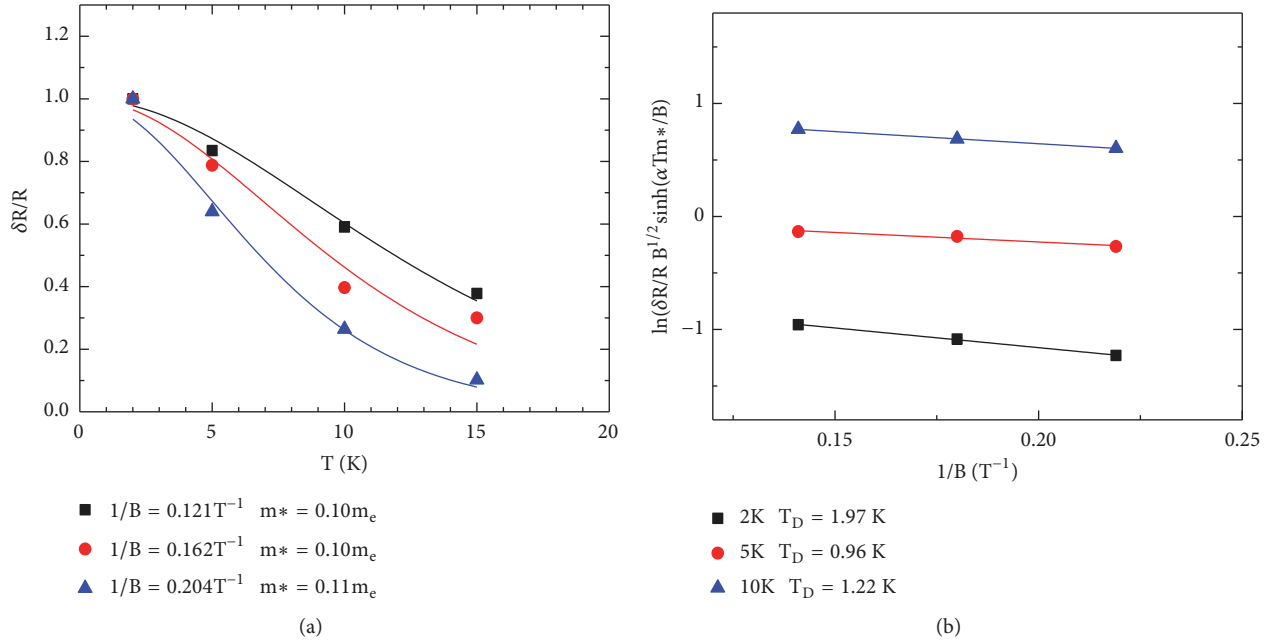 1.2
1.0
0.8
0.6
0.4
0.2
0.0
δR/R
0
5
10
15
20
T (K)
1/B = 0.121T⁻¹ m* = 0.10mₑ
1/B = 0.162T⁻¹ m* = 0.10mₑ
1/B = 0.204T⁻¹ m* = 0.11mₑ
(a)
1
0
−1
ln(δR/R B^{1/2} sinh(αTm*/B)
0.15
0.20
0.25
1/B (T⁻¹)
2K T_D = 1.97 K
5K T_D = 0.96 K
10K T_D = 1.22 K
(b)